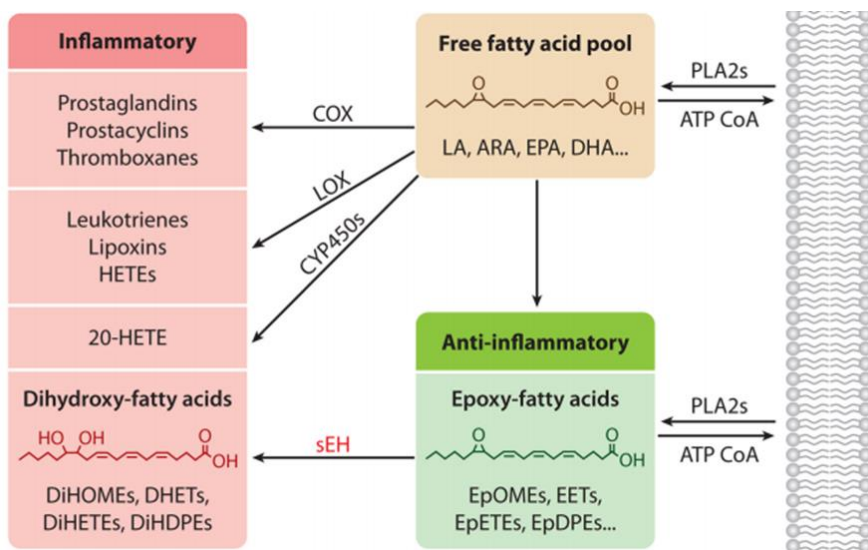 Inflammatory
Prostaglandins
Prostacyclins
Thromboxanes
Leukotrienes
Lipoxins
HETEs
20-HETE
Dihydroxy-fatty acids
HO OH
O
OH
DiHOMEs, DHETs,
DiHETEs, DiHDPEs
COX
LOX
CYP450s
sEH
Free fatty acid pool
O
O
OH
LA, ARA, EPA, DHA...
Anti-inflammatory
Epoxy-fatty acids
O
O
OH
EpOMEs, EETs,
EpETEs, EpDPEs...
PLA2s
ATP CoA
PLA2s
ATP CoA